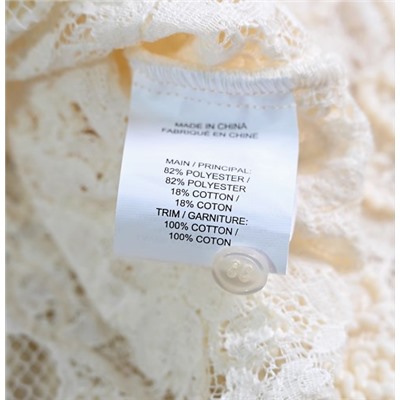 MADE IN CHINA
FABRIQUÉ EN CHINE
MAIN / PRINCIPAL:
82% POLYESTER /
82% POLYESTER
18% COTTON /
18% COTON
TRIM / GARNITURE:
100% COTTON /
100% COTON